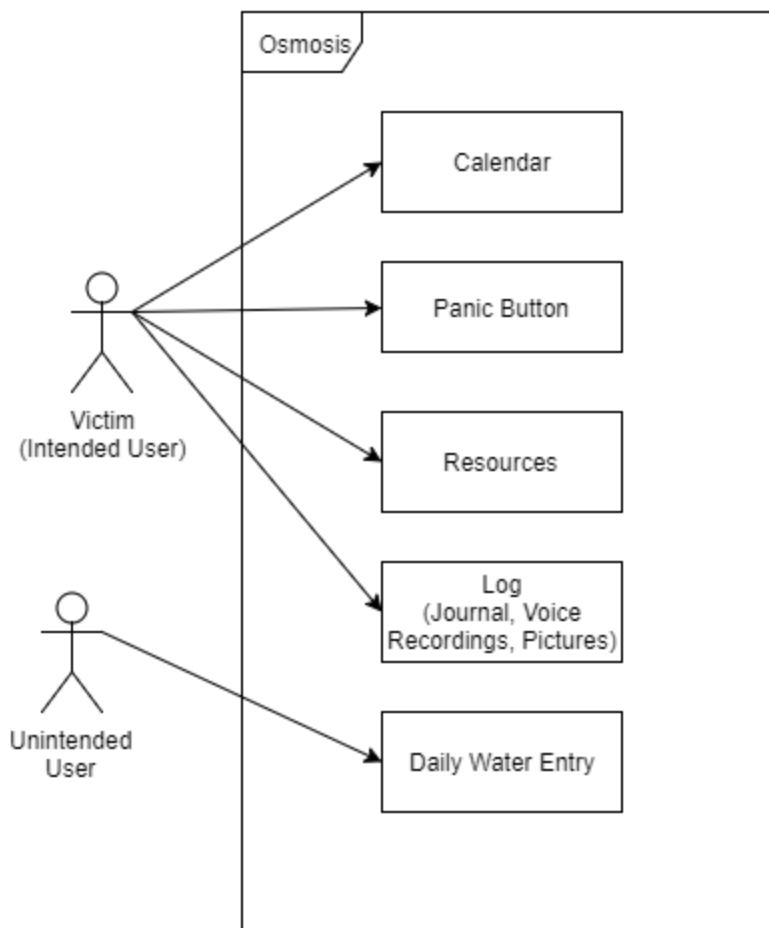 Osmosis
Calendar
Panic Button
Victim
(Intended User)
Resources
Log
(Journal, Voice
Recordings, Pictures)
Unintended
User
Daily Water Entry